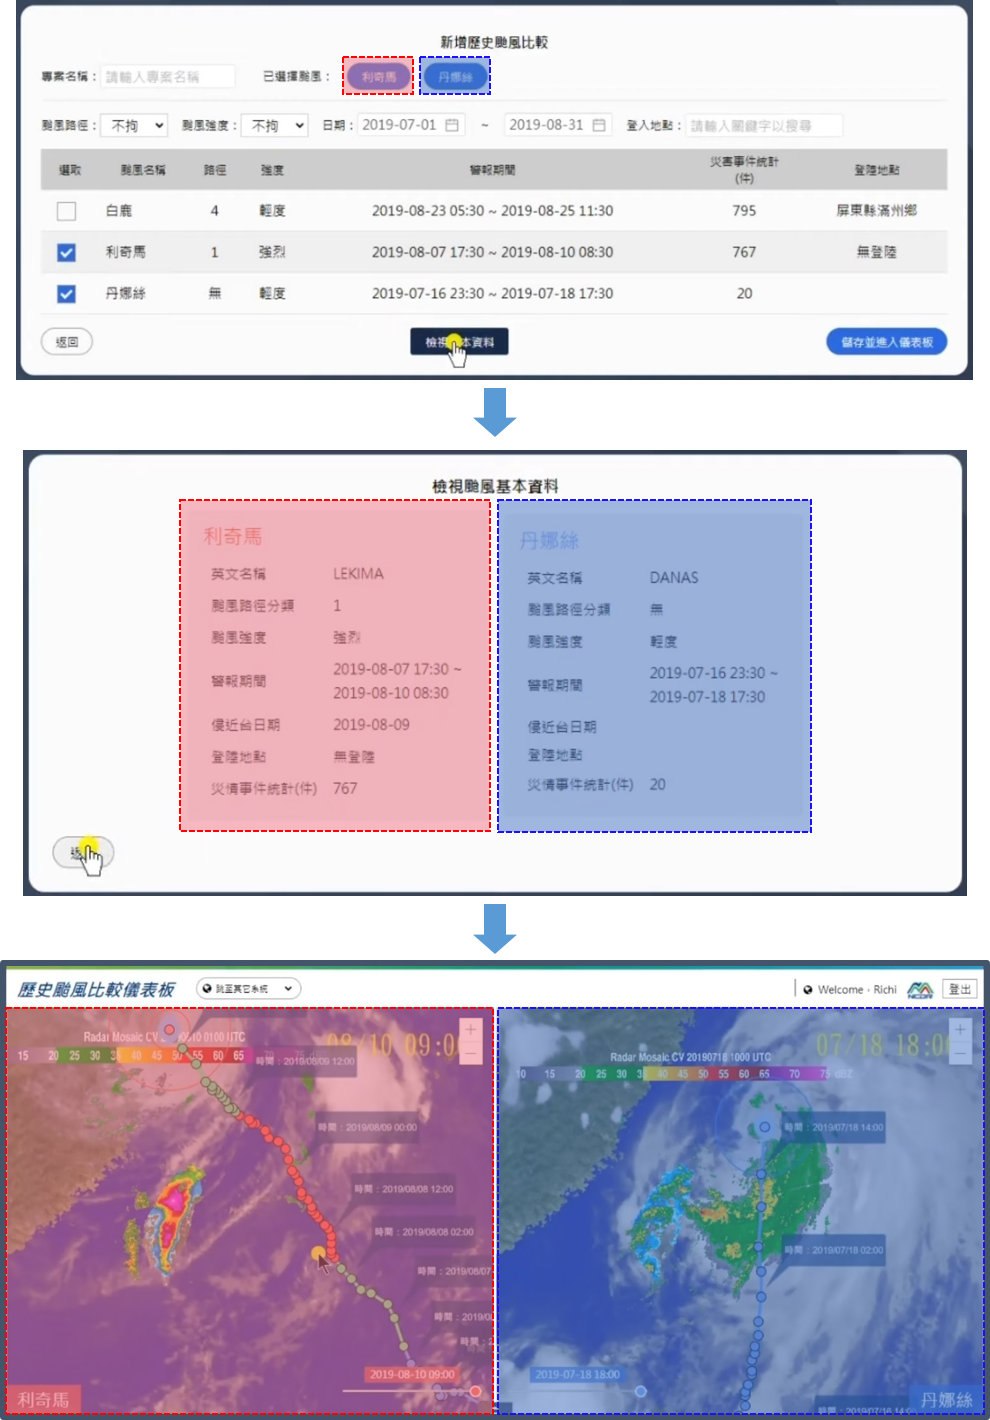 新增歷史颱風比較
專案名稱： 請輸入專案名稱 已選擇颱風： 利奇馬 丹娜絲
颱風路徑： 不拘 颱風強度： 不拘 日期： 2019-07-01 ~ 2019-08-31 登入地點： 請輸入關鍵字以搜尋
選取 颱風名稱 路徑 強度 警報期間 災害事件統計(件) 登陸地點
白鹿 4 輕度 2019-08-23 05:30 ~ 2019-08-25 11:30 795 屏東縣滿州鄉
利奇馬 1 強烈 2019-08-07 17:30 ~ 2019-08-10 08:30 767 無登陸
丹娜絲 無 輕度 2019-07-16 23:30 ~ 2019-07-18 17:30 20
返回 檢視基本資料 儲存並進入儀表板
檢視颱風基本資料
利奇馬
英文名稱 LEKIMA
颱風路徑分類 1
颱風強度 強烈
警報期間 2019-08-07 17:30 ~
2019-08-10 08:30
侵近台日期 2019-08-09
登陸地點 無登陸
災情事件統計(件) 767
丹娜絲
英文名稱 DANAS
颱風路徑分類 無
颱風強度 輕度
警報期間 2019-07-16 23:30 ~
2019-07-18 17:30
侵近台日期
登陸地點
災情事件統計(件) 20
歷史颱風比較儀表板 跳至其它系統 Welcome · Richi NCDR 登出
08/10 09:0
Radar Mosaic CV 0100 UTC
15 20 25 30 35 40 45 50 55 60 65
時間：2019/08/09 12:00
時間：2019/08/09 00:00
時間：2019/08/08 12:00
時間：2019/08/08 02:00
時間：2019/08/07
時間：2019/0
時間：2
2019-08-10 09:00
利奇馬
07/18 18:0
Radar Mosaic CV 20190718 1000 UTC
10 15 20 25 30 3 40 45 50 55 60 65 70 75 dBZ
時間：2019/07/18 14:00
時間：2019/07/18 02:00
2019-07-18 18:00
時間：2019/07/16 14:
丹娜絲